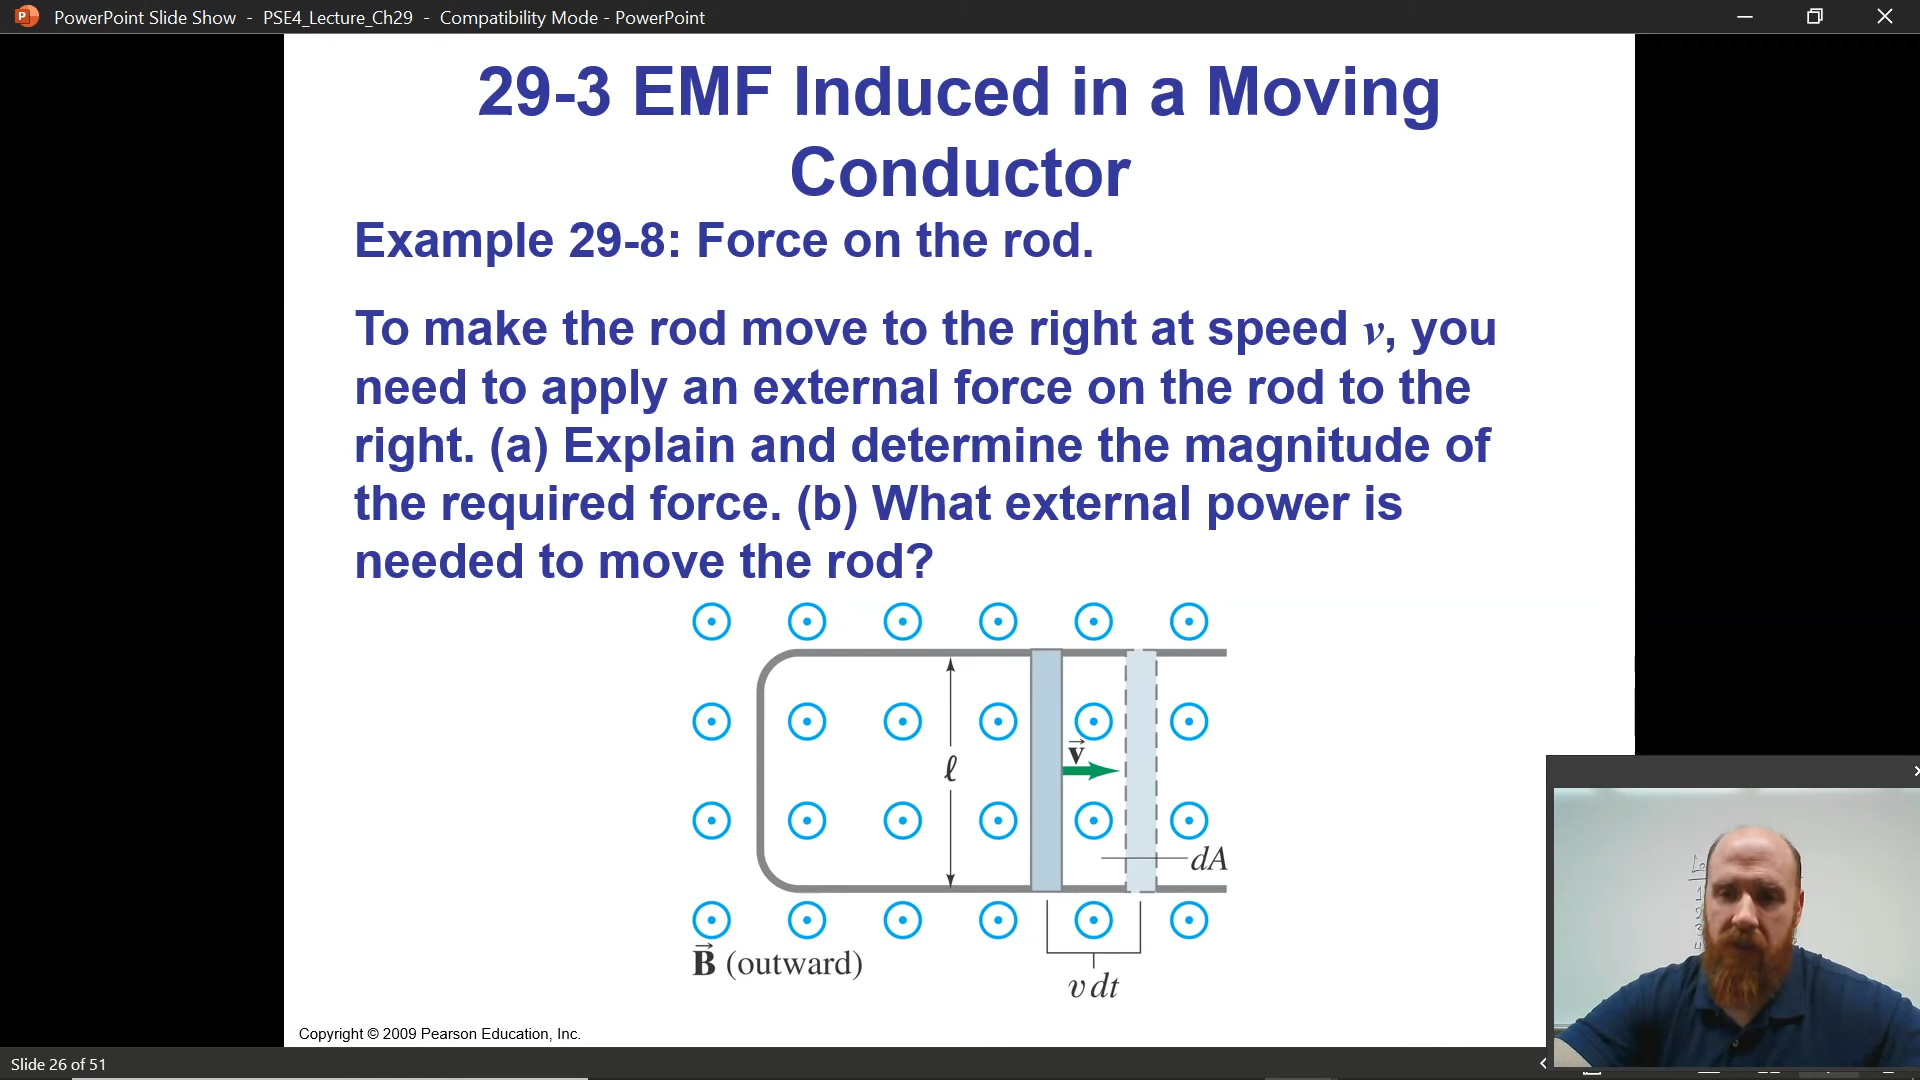 PowerPoint Slide Show - PSE4_Lecture_Ch29 - Compatibility Mode - PowerPoint
29-3 EMF Induced in a Moving
Conductor
Example 29-8: Force on the rod.
To make the rod move to the right at speed v, you
need to apply an external force on the rod to the
right. (a) Explain and determine the magnitude of
the required force. (b) What external power is
needed to move the rod?
v⃗
ℓ
dA
B⃗ (outward)
v dt
Copyright © 2009 Pearson Education, Inc.
Slide 26 of 51